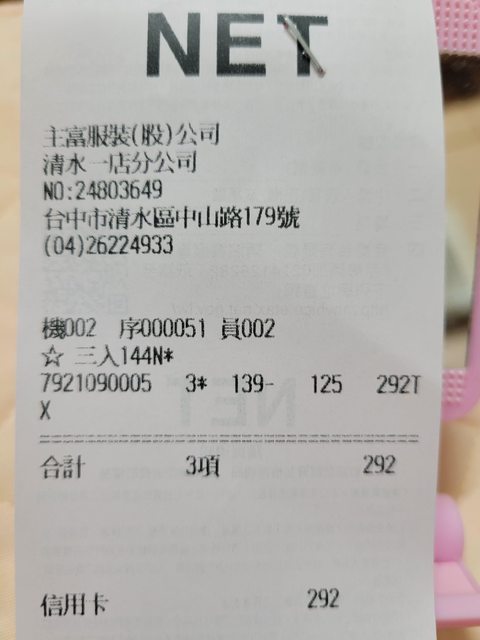 NET
主富服裝(股)公司
清水一店分公司
NO:24803649
台中市清水區中山路179號
(04)26224933
機002 序000051 員002
☆ 三入144N*
7921090005 3* 139- 125 292T
X
合計 3項 292
信用卡 292